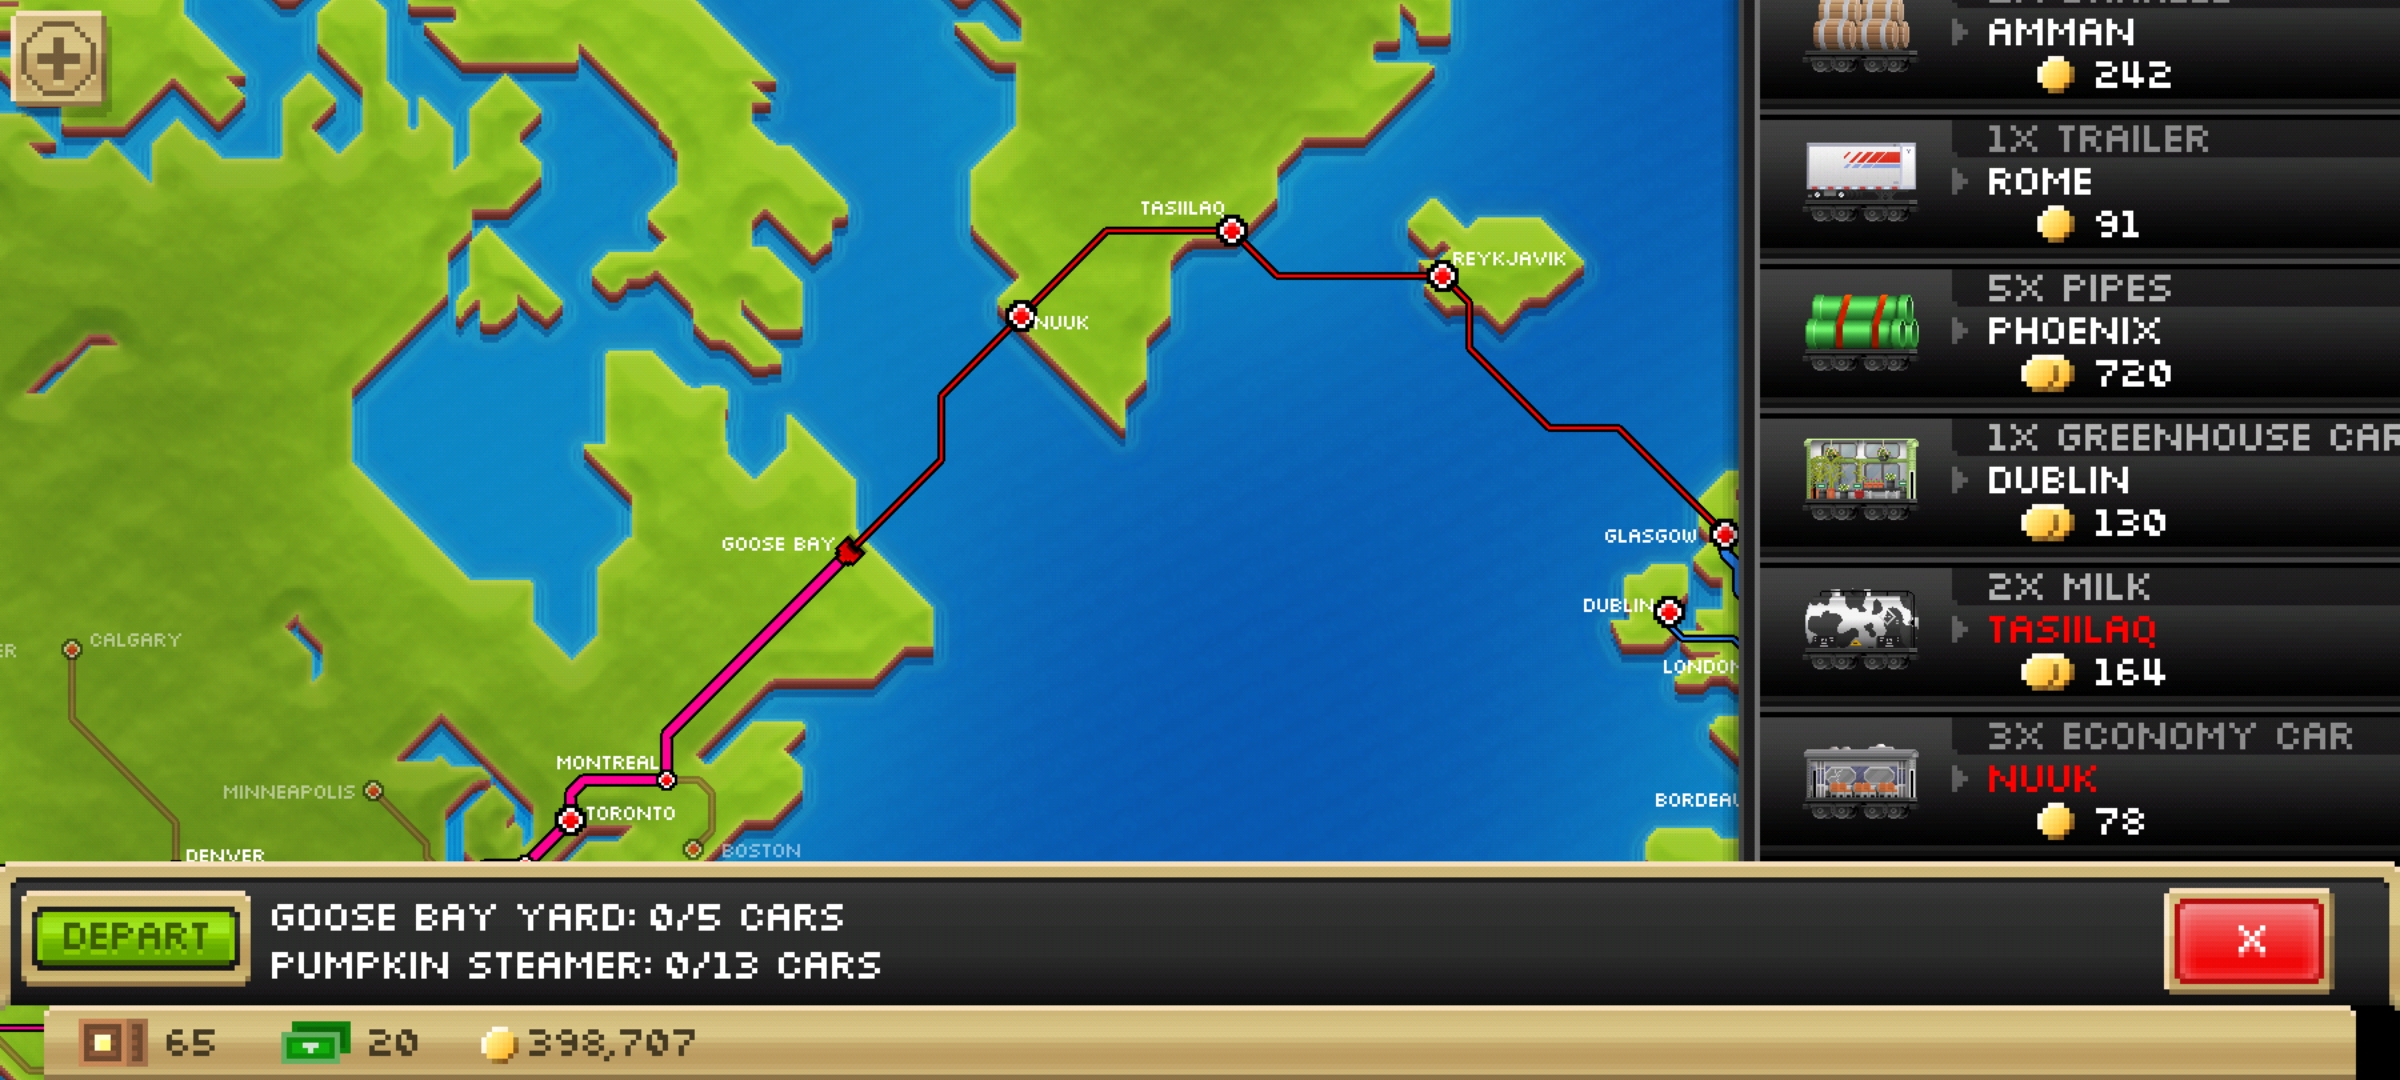 AMMAN
242
1X TRAILER
ROME
91
5X PIPES
PHOENIX
720
1X GREENHOUSE CAR
DUBLIN
130
2X MILK
TASIILAQ
164
3X ECONOMY CAR
NUUK
78
TASIILAQ
REYKJAVIK
NUUK
GOOSE BAY
GLASGOW
DUBLIN
LONDON
CALGARY
MONTREAL
MINNEAPOLIS
TORONTO
BOSTON
DENVER
DEPART
GOOSE BAY YARD: 0/5 CARS
PUMPKIN STEAMER: 0/13 CARS
X
65
20
398,707